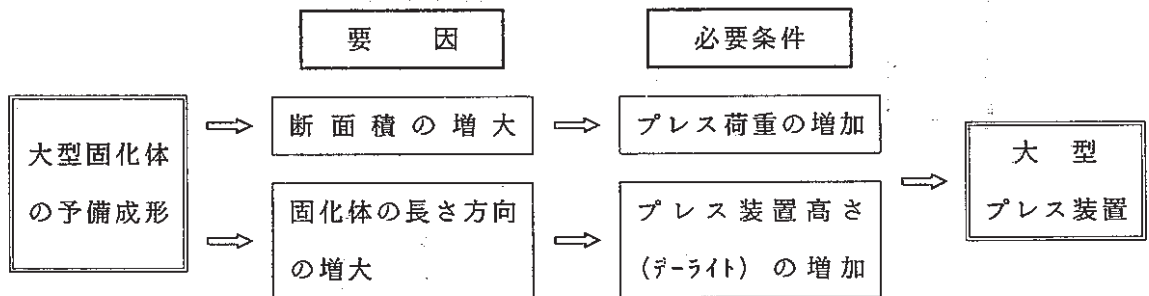 要因
必要条件
大型固化体
の予備成形
断面積の増大
プレス荷重の増加
固化体の長さ方向
の増大
プレス装置高さ
(デーライト)の増加
大型
プレス装置